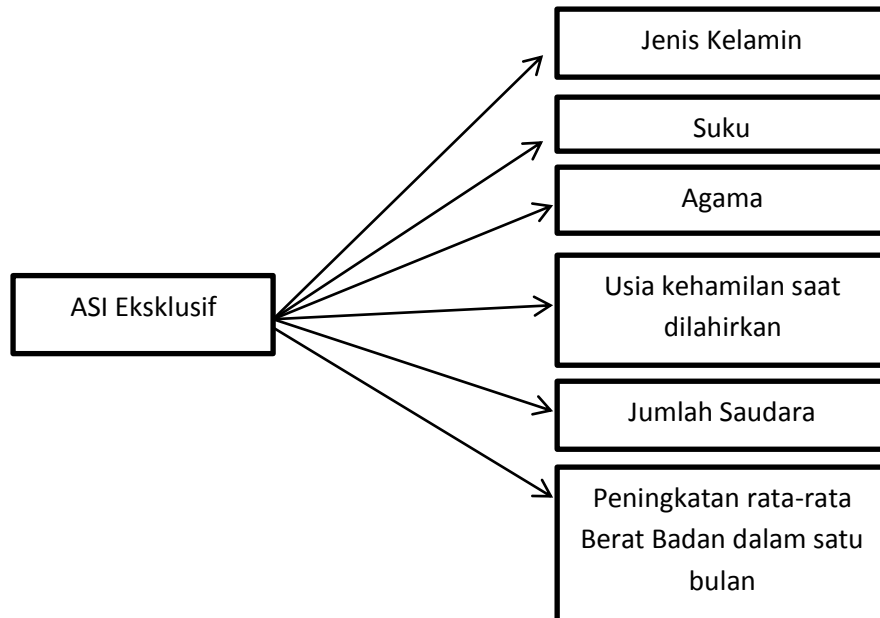 Jenis Kelamin
Suku
Agama
ASI Eksklusif
Usia kehamilan saat
dilahirkan
Jumlah Saudara
Peningkatan rata-rata
Berat Badan dalam satu
bulan